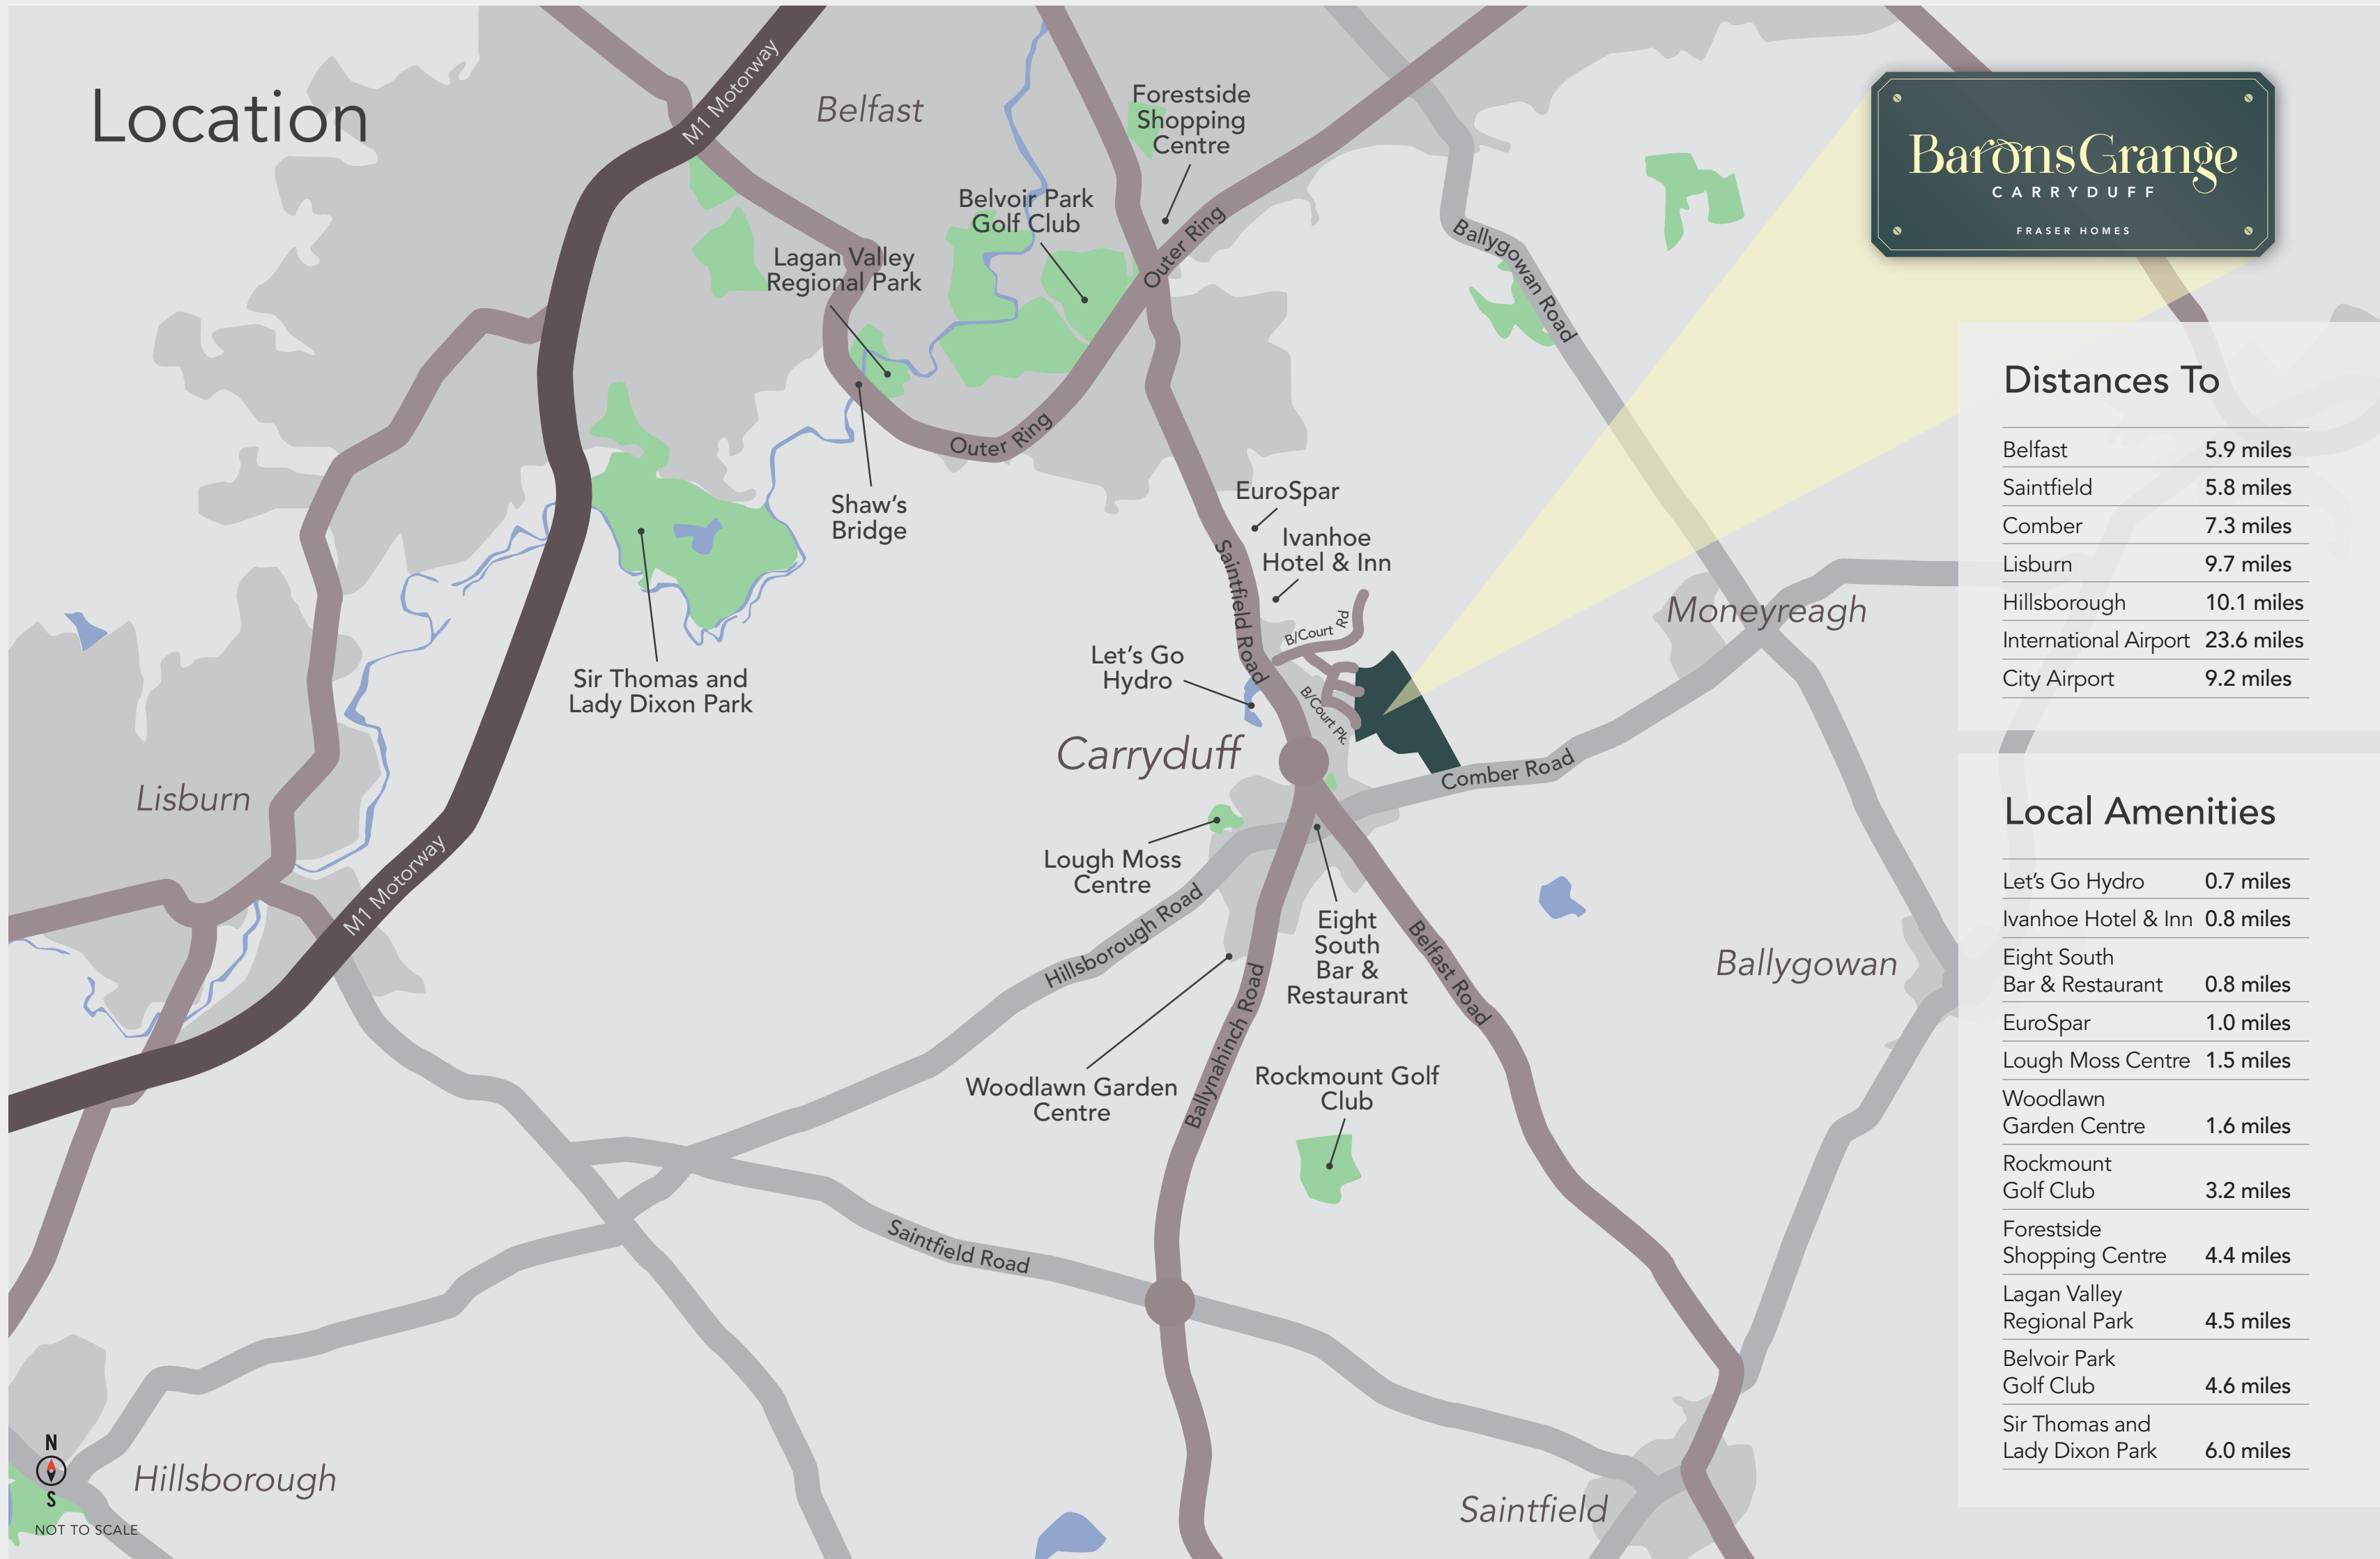 Location
M1 Motorway
Belfast
Forestside
Shopping
Centre
Belvoir Park
Golf Club
Lagan Valley
Regional Park
Outer Ring
Ballygowan Road
BaronsGrange
CARRYDUFF
FRASER HOMES
Outer Ring
Shaw's
Bridge
EuroSpar
Ivanhoe
Hotel & Inn
Saintfield Road
B/Court Rd
B/Court Pk.
Moneyreagh
Let's Go
Hydro
Sir Thomas and
Lady Dixon Park
Carryduff
Comber Road
Lisburn
M1 Motorway
Lough Moss
Centre
Hillsborough Road
Eight
South
Bar &
Restaurant
Belfast Road
Ballygowan
Ballynahinch Road
Woodlawn Garden
Centre
Rockmount Golf
Club
Saintfield Road
Hillsborough
Saintfield
N
S
NOT TO SCALE
Distances To
Belfast 5.9 miles
Saintfield 5.8 miles
Comber 7.3 miles
Lisburn 9.7 miles
Hillsborough 10.1 miles
International Airport 23.6 miles
City Airport 9.2 miles
Local Amenities
Let's Go Hydro 0.7 miles
Ivanhoe Hotel & Inn 0.8 miles
Eight South
Bar & Restaurant 0.8 miles
EuroSpar 1.0 miles
Lough Moss Centre 1.5 miles
Woodlawn
Garden Centre 1.6 miles
Rockmount
Golf Club 3.2 miles
Forestside
Shopping Centre 4.4 miles
Lagan Valley
Regional Park 4.5 miles
Belvoir Park
Golf Club 4.6 miles
Sir Thomas and
Lady Dixon Park 6.0 miles